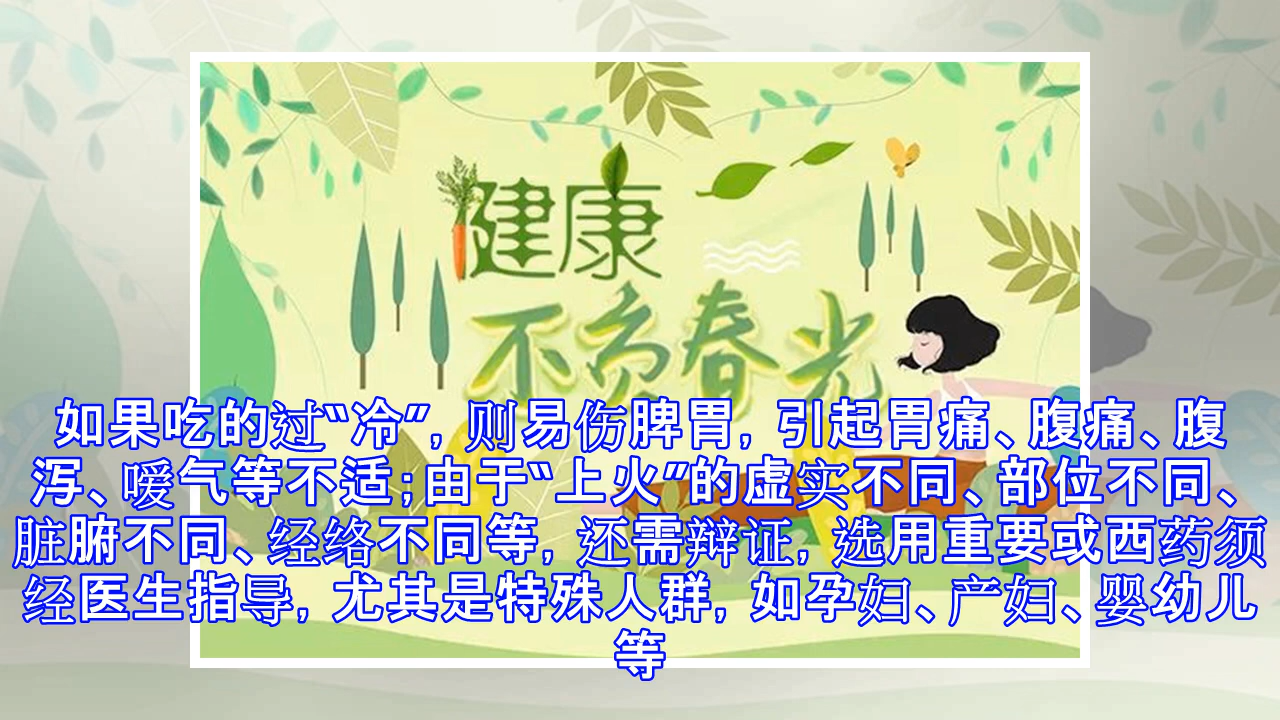 健康
不负春光
如果吃的过“冷”，则易伤脾胃，引起胃痛、腹痛、腹
泻、嗳气等不适；由于“上火”的虚实不同、部位不同、
脏腑不同、经络不同等，还需辩证，选用重要或西药须
经医生指导，尤其是特殊人群，如孕妇、产妇、婴幼儿
等